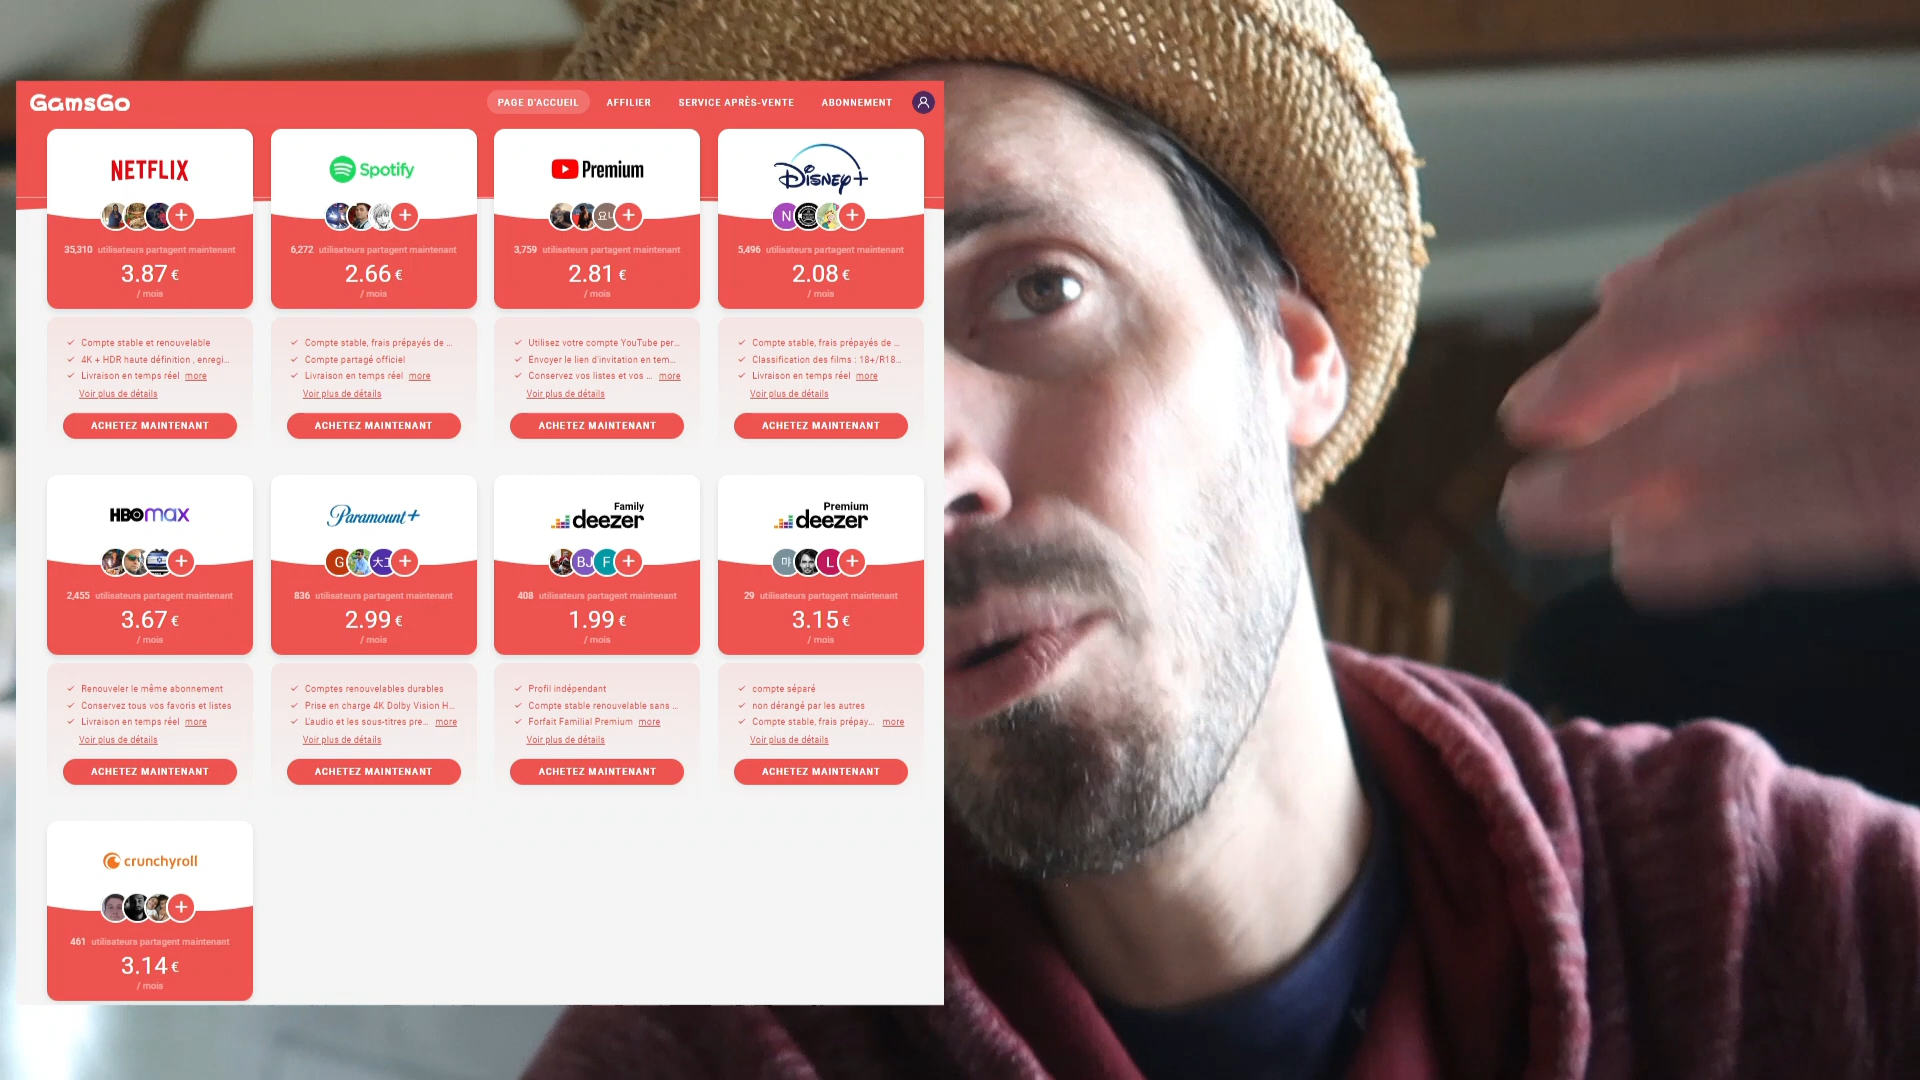 GamsGo
PAGE D'ACCUEIL
AFFILIER
SERVICE APRÈS-VENTE
ABONNEMENT
NETFLIX
35,310 utilisateurs partagent maintenant
3.87 €
/ mois
Compte stable et renouvelable
4K + HDR haute définition , enregi...
Livraison en temps réel more
Voir plus de détails
ACHETEZ MAINTENANT
Spotify
6,272 utilisateurs partagent maintenant
2.66 €
/ mois
Compte stable, frais prépayés de ...
Compte partagé officiel
Livraison en temps réel more
Voir plus de détails
ACHETEZ MAINTENANT
Premium
요나
3,759 utilisateurs partagent maintenant
2.81 €
/ mois
Utilisez votre compte YouTube per...
Envoyer le lien d'invitation en tem...
Conservez vos listes et vos ... more
Voir plus de détails
ACHETEZ MAINTENANT
Disney+
N
5,496 utilisateurs partagent maintenant
2.08 €
/ mois
Compte stable, frais prépayés de ...
Classification des films : 18+/R18...
Livraison en temps réel more
Voir plus de détails
ACHETEZ MAINTENANT
HBOmax
2,455 utilisateurs partagent maintenant
3.67 €
/ mois
Renouveler le même abonnement
Conservez tous vos favoris et listes
Livraison en temps réel more
Voir plus de détails
ACHETEZ MAINTENANT
Paramount+
G
836 utilisateurs partagent maintenant
2.99 €
/ mois
Comptes renouvelables durables
Prise en charge 4K Dolby Vision H...
L'audio et les sous-titres pre... more
Voir plus de détails
ACHETEZ MAINTENANT
Family
deezer
BJ F
408 utilisateurs partagent maintenant
1.99 €
/ mois
Profil indépendant
Compte stable renouvelable sans ...
Forfait Familial Premium more
Voir plus de détails
ACHETEZ MAINTENANT
Premium
deezer
마 L
29 utilisateurs partagent maintenant
3.15 €
/ mois
compte séparé
non dérangé par les autres
Compte stable, frais prépay... more
Voir plus de détails
ACHETEZ MAINTENANT
crunchyroll
461 utilisateurs partagent maintenant
3.14 €
/ mois